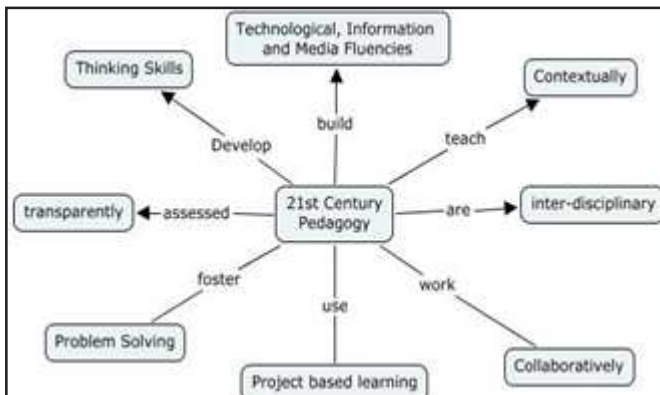 Technological, Information
and Media Fluencies
Thinking Skills
Contextually
build
Develop
teach
transparently
assessed
21st Century
Pedagogy
are
inter-disciplinary
foster
use
work
Problem Solving
Project based learning
Collaboratively